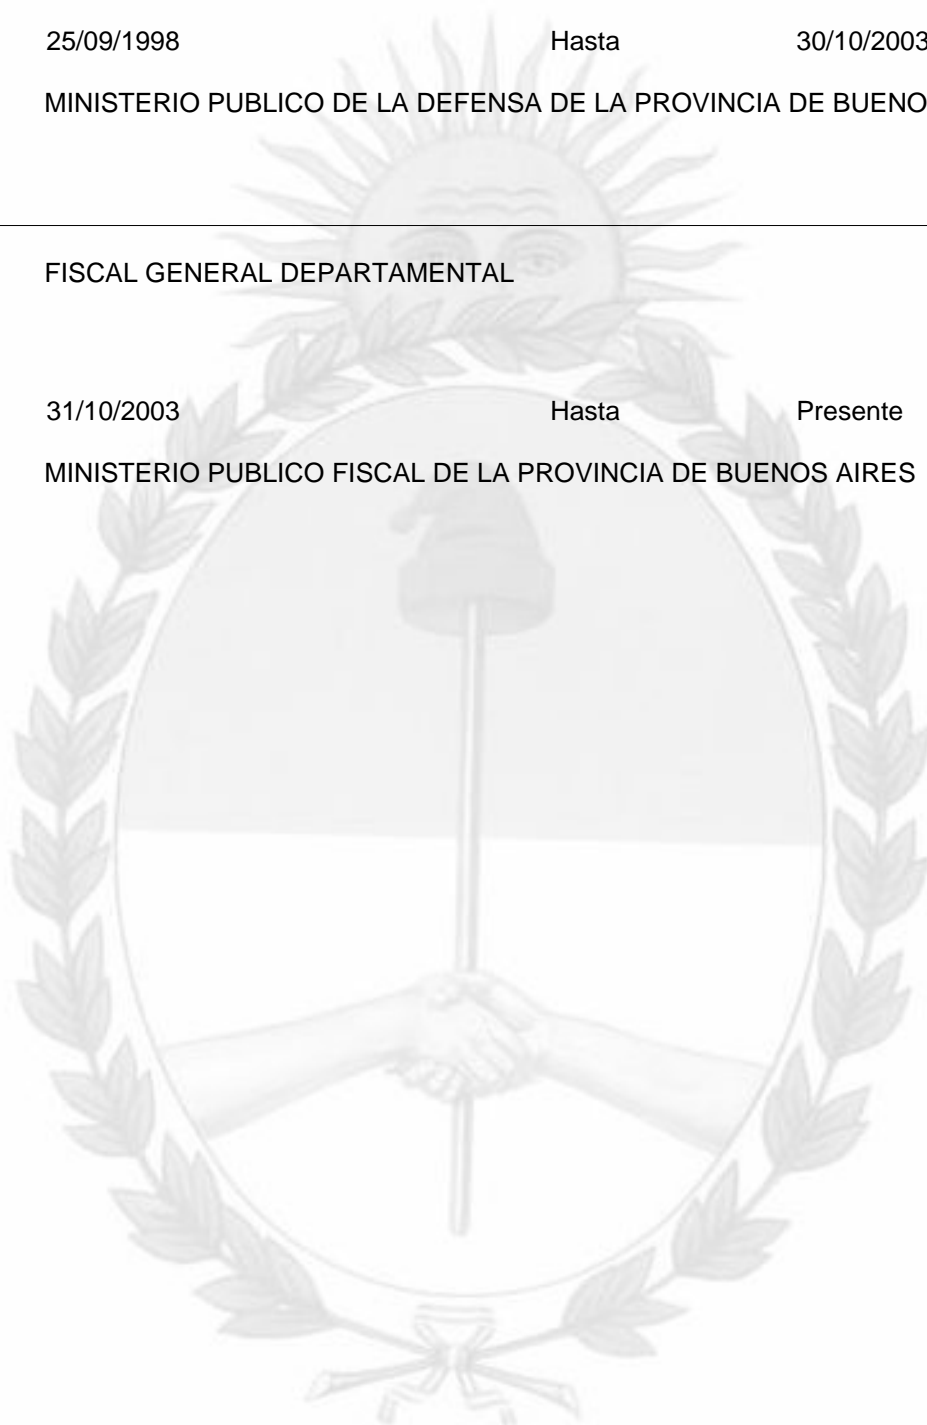 25/09/1998 Hasta 30/10/2003
MINISTERIO PUBLICO DE LA DEFENSA DE LA PROVINCIA DE BUENO
FISCAL GENERAL DEPARTAMENTAL
31/10/2003 Hasta Presente
MINISTERIO PUBLICO FISCAL DE LA PROVINCIA DE BUENOS AIRES